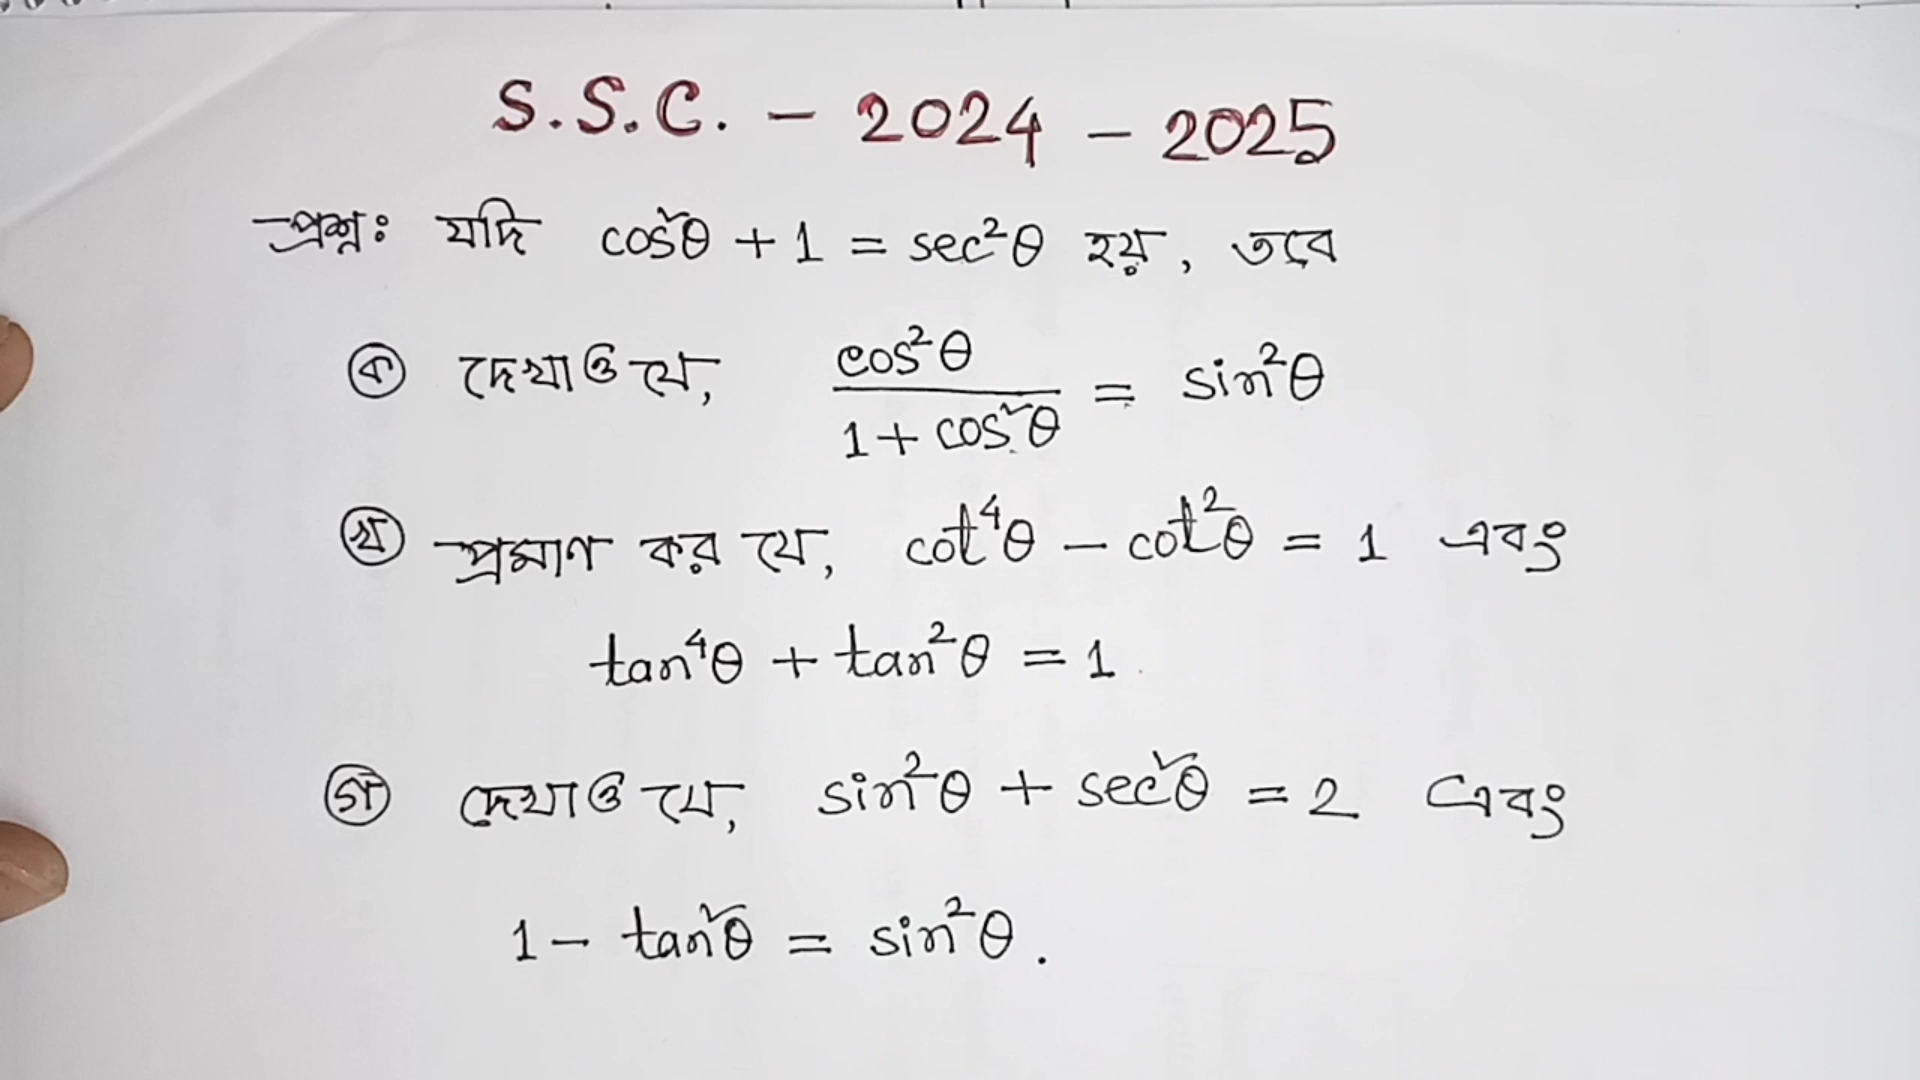 S.S.C. - 2024 - 2025
প্রশ্নঃ যদি cos²θ + 1 = sec²θ হয়, তবে
(ক) দেখাও যে, cos²θ / 1 + cos²θ = sin²θ
(খ) প্রমাণ কর যে, cot⁴θ - cot²θ = 1 এবং
tan⁴θ + tan²θ = 1
(গ) দেখাও যে, sin²θ + sec²θ = 2 এবং
1 - tan²θ = sin²θ.